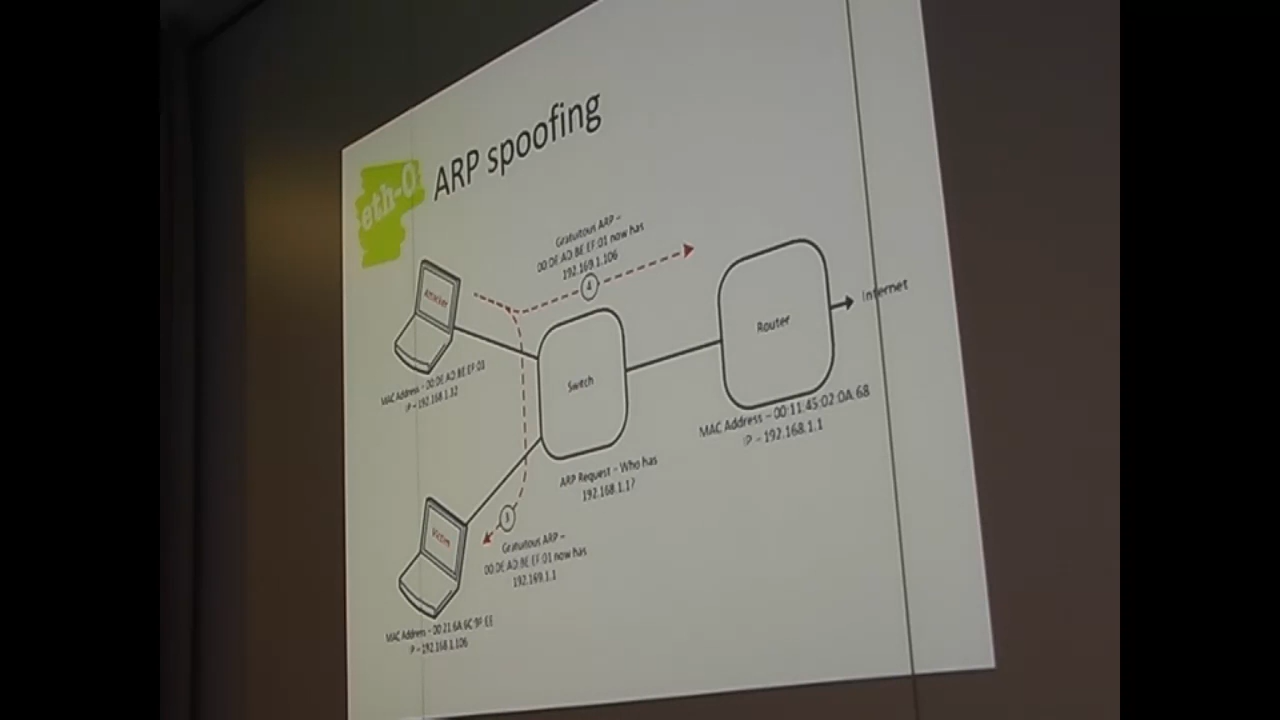 eth-0
ARP spoofing
Gratuitous ARP –
00:DE:AD:BE:EF:01 now has
192.169.1.106
4
Attacker
MAC Address – 00:DE:AD:BE:EF:01
IP – 192.168.1.32
Switch
Router
Internet
MAC Address – 00:11:45:02:0A:68
IP – 192.168.1.1
ARP Request – Who has
192.168.1.1?
3
Gratuitous ARP –
00:DE:AD:BE:EF:01 now has
192.169.1.1
Victim
MAC Address – 00:21:6A:6C:9F:EE
IP – 192.168.1.106